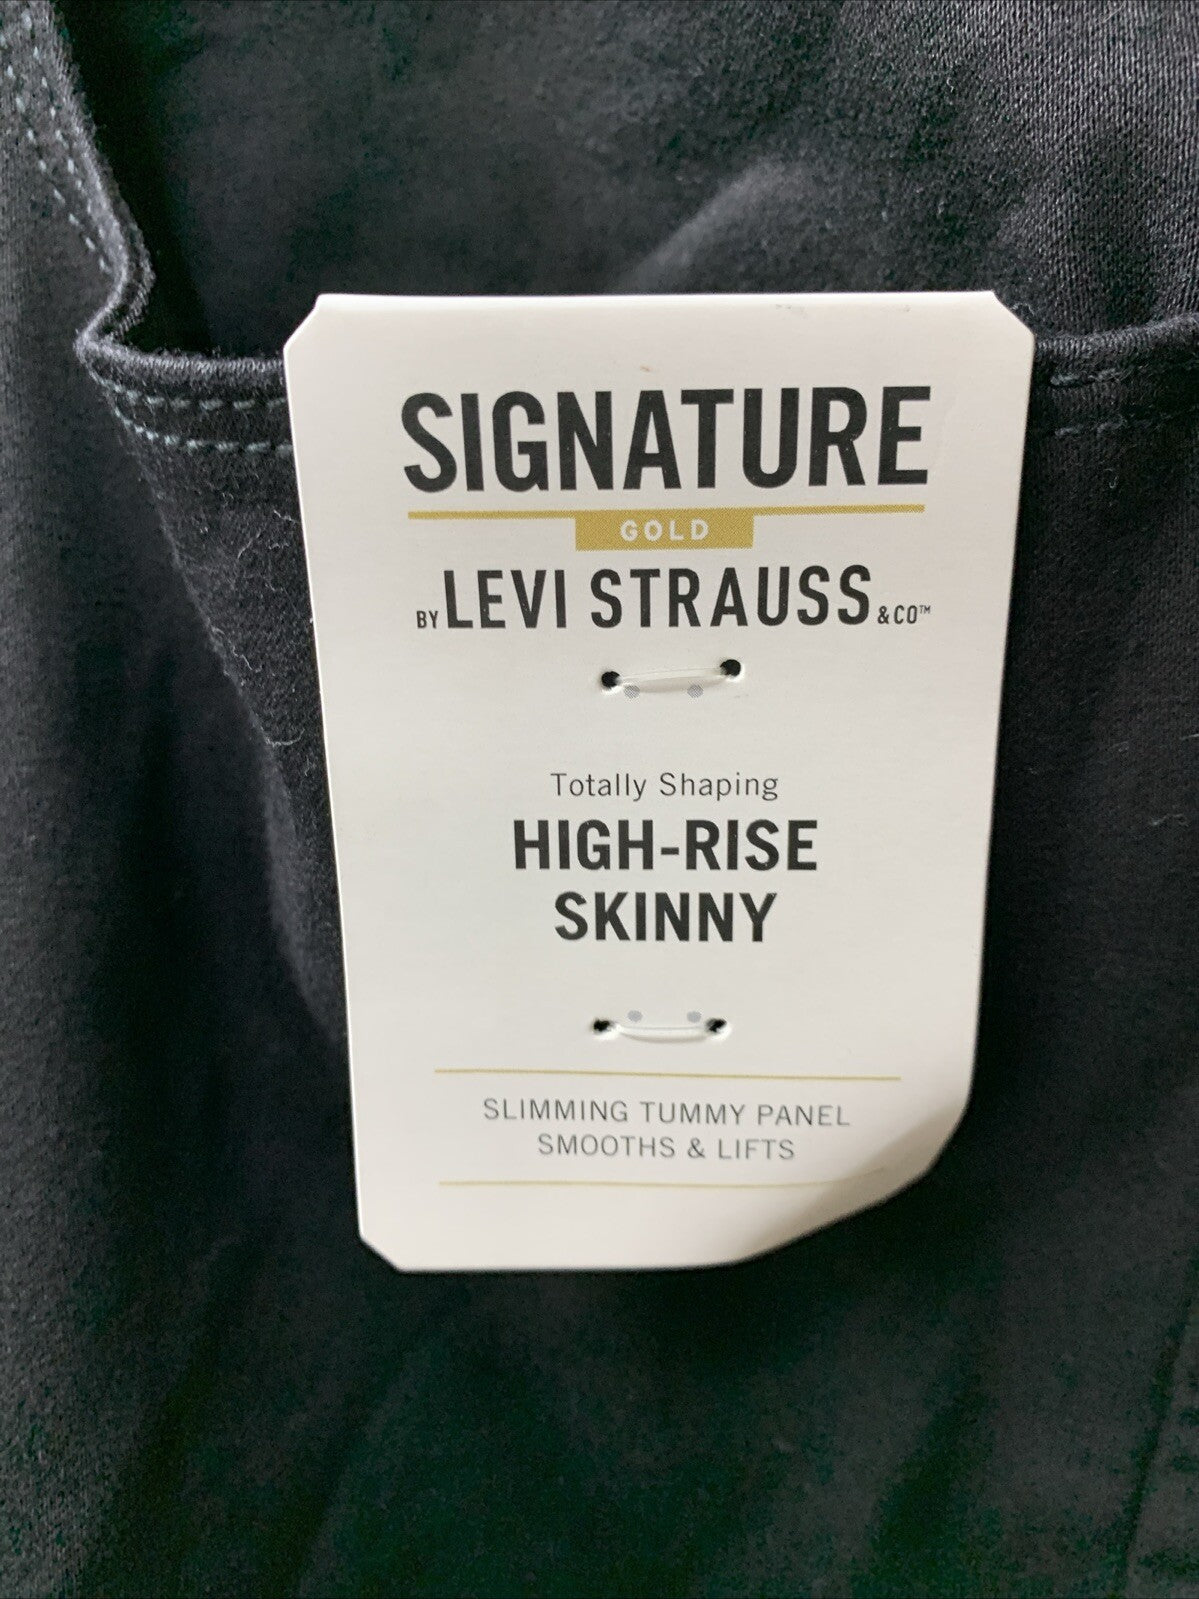 SIGNATURE
GOLD
BY LEVI STRAUSS & CO™
Totally Shaping
HIGH-RISE
SKINNY
SLIMMING TUMMY PANEL
SMOOTHS & LIFTS